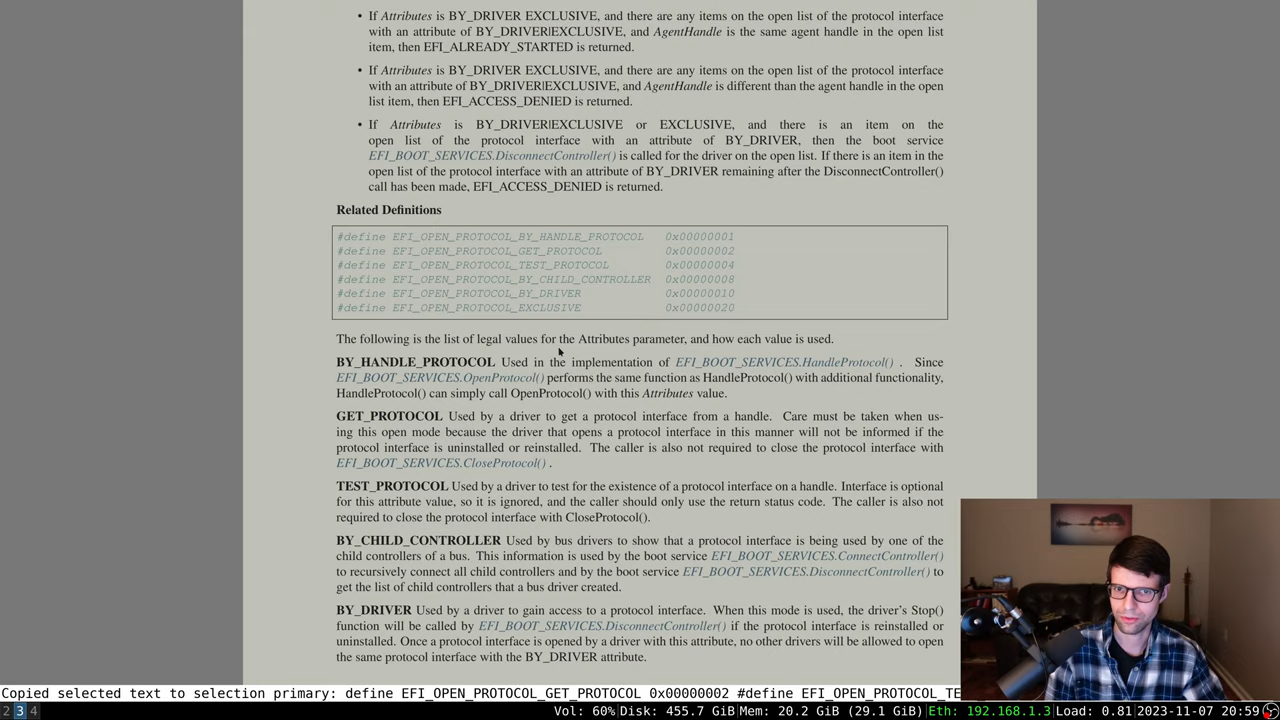 • If Attributes is BY_DRIVER EXCLUSIVE, and there are any items on the open list of the protocol interface
with an attribute of BY_DRIVER|EXCLUSIVE, and AgentHandle is the same agent handle in the open list
item, then EFI_ALREADY_STARTED is returned.
• If Attributes is BY_DRIVER EXCLUSIVE, and there are any items on the open list of the protocol interface
with an attribute of BY_DRIVER|EXCLUSIVE, and AgentHandle is different than the agent handle in the open
list item, then EFI_ACCESS_DENIED is returned.
• If Attributes is BY_DRIVER|EXCLUSIVE or EXCLUSIVE, and there is an item on the
open list of the protocol interface with an attribute of BY_DRIVER, then the boot service
EFI_BOOT_SERVICES.DisconnectController() is called for the driver on the open list. If there is an item in the
open list of the protocol interface with an attribute of BY_DRIVER remaining after the DisconnectController()
call has been made, EFI_ACCESS_DENIED is returned.
Related Definitions
#define EFI_OPEN_PROTOCOL_BY_HANDLE_PROTOCOL 0x00000001
#define EFI_OPEN_PROTOCOL_GET_PROTOCOL 0x00000002
#define EFI_OPEN_PROTOCOL_TEST_PROTOCOL 0x00000004
#define EFI_OPEN_PROTOCOL_BY_CHILD_CONTROLLER 0x00000008
#define EFI_OPEN_PROTOCOL_BY_DRIVER 0x00000010
#define EFI_OPEN_PROTOCOL_EXCLUSIVE 0x00000020
The following is the list of legal values for the Attributes parameter, and how each value is used.
BY_HANDLE_PROTOCOL Used in the implementation of EFI_BOOT_SERVICES.HandleProtocol() . Since
EFI_BOOT_SERVICES.OpenProtocol() performs the same function as HandleProtocol() with additional functionality,
HandleProtocol() can simply call OpenProtocol() with this Attributes value.
GET_PROTOCOL Used by a driver to get a protocol interface from a handle. Care must be taken when us-
ing this open mode because the driver that opens a protocol interface in this manner will not be informed if the
protocol interface is uninstalled or reinstalled. The caller is also not required to close the protocol interface with
EFI_BOOT_SERVICES.CloseProtocol() .
TEST_PROTOCOL Used by a driver to test for the existence of a protocol interface on a handle. Interface is optional
for this attribute value, so it is ignored, and the caller should only use the return status code. The caller is also not
required to close the protocol interface with CloseProtocol().
BY_CHILD_CONTROLLER Used by bus drivers to show that a protocol interface is being used by one of the
child controllers of a bus. This information is used by the boot service EFI_BOOT_SERVICES.ConnectController()
to recursively connect all child controllers and by the boot service EFI_BOOT_SERVICES.DisconnectController() to
get the list of child controllers that a bus driver created.
BY_DRIVER Used by a driver to gain access to a protocol interface. When this mode is used, the driver's Stop()
function will be called by EFI_BOOT_SERVICES.DisconnectController() if the protocol interface is reinstalled or
uninstalled. Once a protocol interface is opened by a driver with this attribute, no other drivers will be allowed to open
the same protocol interface with the BY_DRIVER attribute.
Copied selected text to selection primary: define EFI_OPEN_PROTOCOL_GET_PROTOCOL 0x00000002 #define EFI_OPEN_PROTOCOL_TE
2 3 4 Vol: 60% Disk: 455.7 GiB Mem: 20.2 GiB (29.1 GiB) Eth: 192.168.1.3 Load: 0.81 2023-11-07 20:59